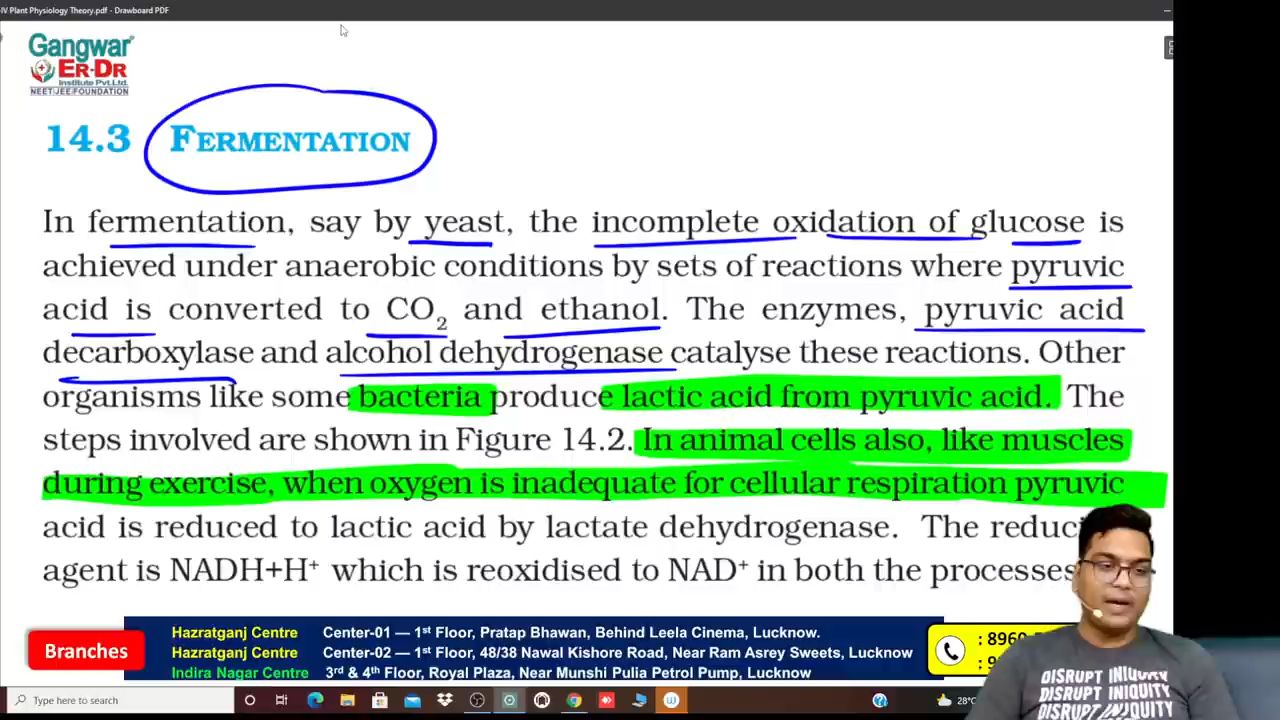 -IV Plant Physiology Theory.pdf - Drawboard PDF
Gangwar
ER-DR
Institute Pvt.Ltd.
NEET|JEE|FOUNDATION
14.3 FERMENTATION
In fermentation, say by yeast, the incomplete oxidation of glucose is
achieved under anaerobic conditions by sets of reactions where pyruvic
acid is converted to CO₂ and ethanol. The enzymes, pyruvic acid
decarboxylase and alcohol dehydrogenase catalyse these reactions. Other
organisms like some bacteria produce lactic acid from pyruvic acid. The
steps involved are shown in Figure 14.2. In animal cells also, like muscles
during exercise, when oxygen is inadequate for cellular respiration pyruvic
acid is reduced to lactic acid by lactate dehydrogenase. The
agent is NADH+H⁺ which is reoxidised to NAD⁺ in both the processes
Branches
Hazratganj Centre Center-01 — 1st Floor, Pratap Bhawan, Behind Leela Cinema, Lucknow.
Hazratganj Centre Center-02 — 1st Floor, 48/38 Nawal Kishore Road, Near Ram Asrey Sweets, Lucknow
Indira Nagar Centre 3rd & 4th Floor, Royal Plaza, Near Munshi Pulia Petrol Pump, Lucknow
: 8960
: 9
DISRUPT INIQUITY
DISRUPT INIQUITY
DISRUPT INIQUITY
Type here to search
28°C